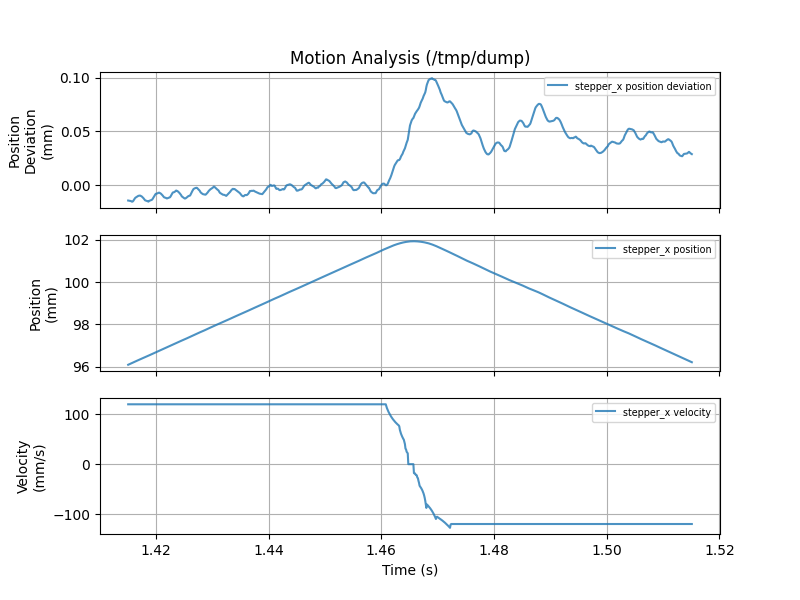 Motion Analysis (/tmp/dump)
Position
Deviation
(mm)
0.10
0.05
0.00
stepper_x position deviation
Position
(mm)
102
100
98
96
stepper_x position
Velocity
(mm/s)
100
0
−100
stepper_x velocity
1.42 1.44 1.46 1.48 1.50 1.52
Time (s)